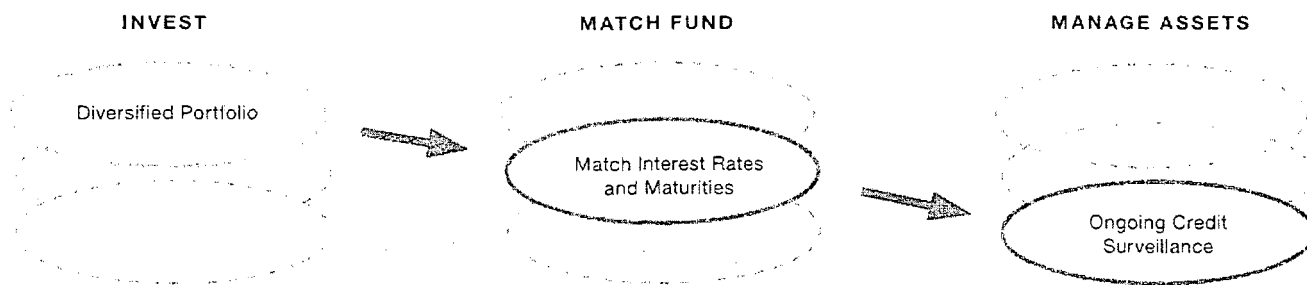 INVEST
MATCH FUND
MANAGE ASSETS
Diversified Portfolio
Match Interest Rates
and Maturities
Ongoing Credit
Surveillance